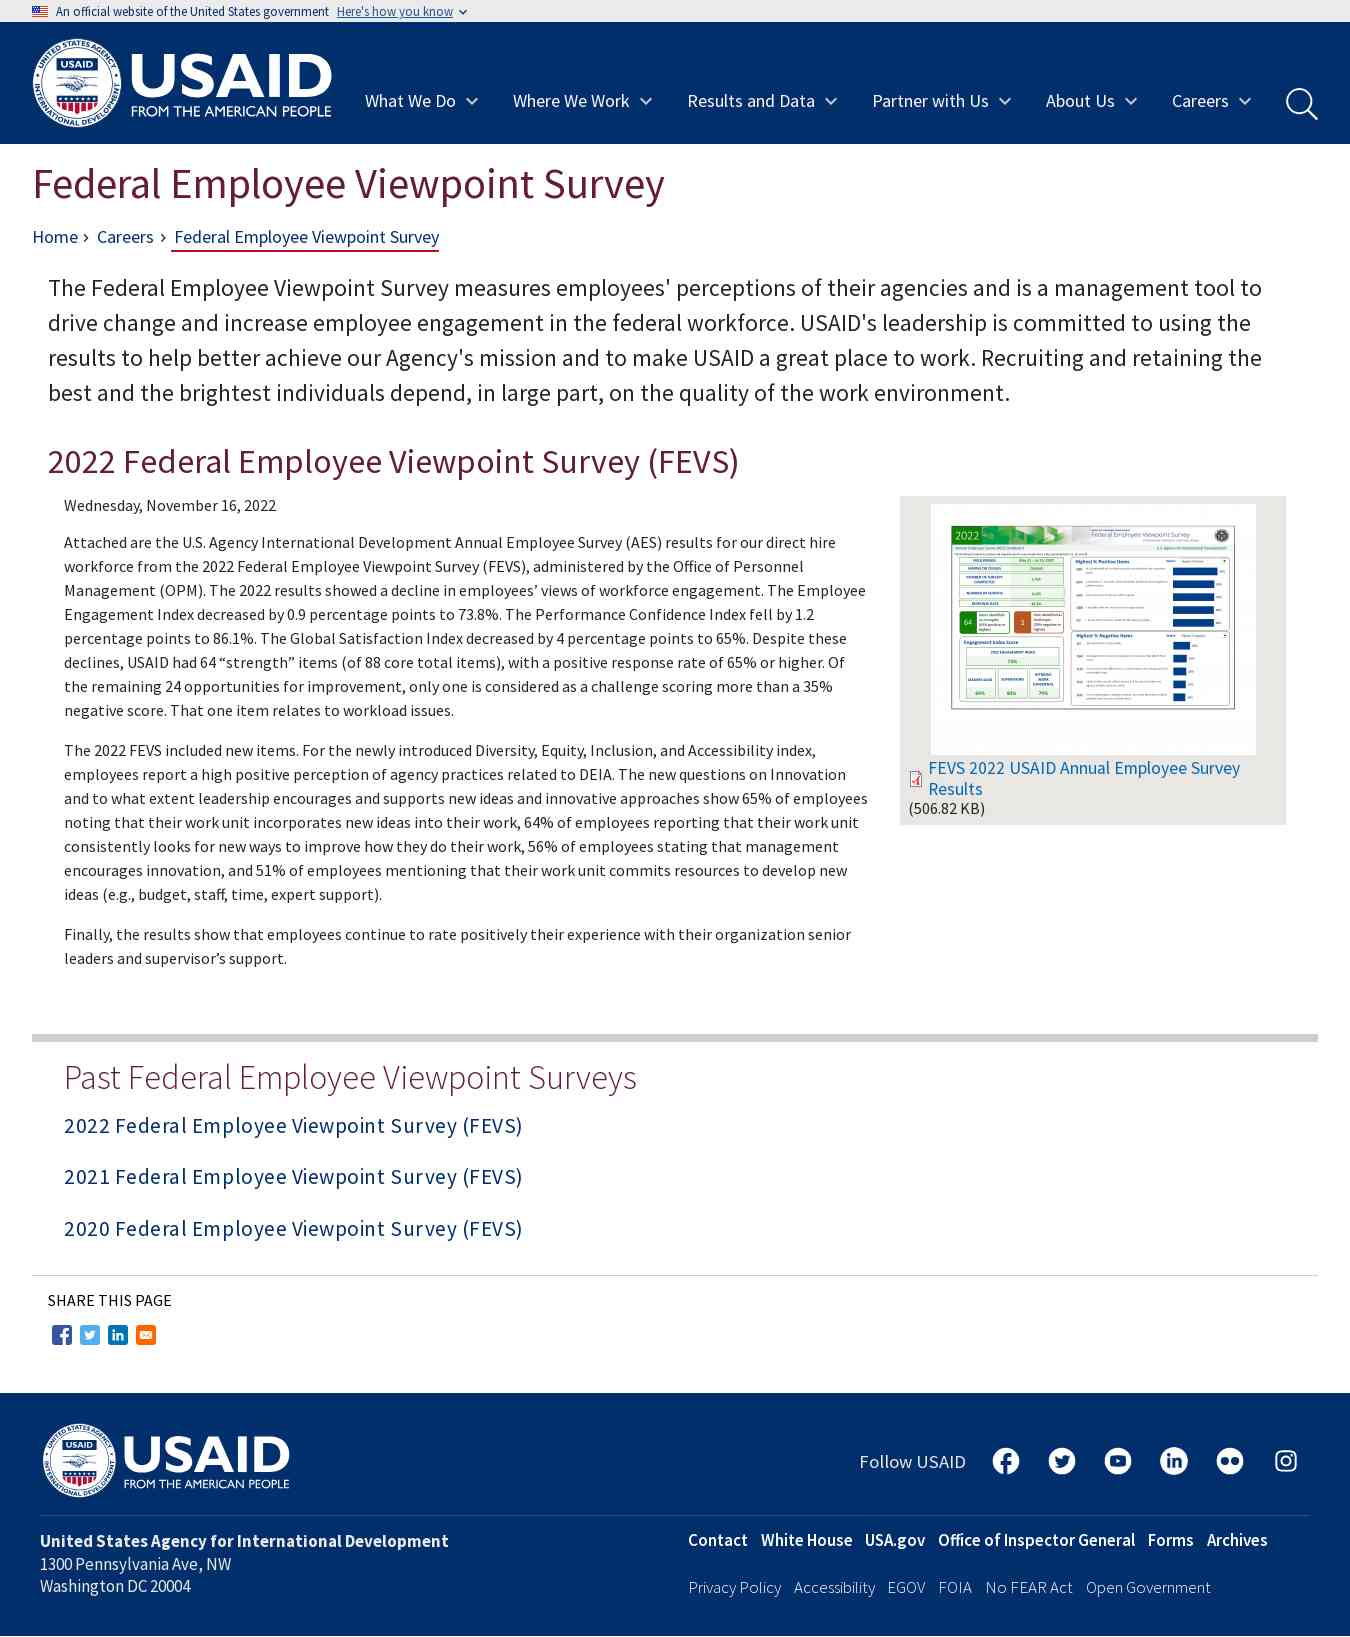 An official website of the United States government Here's how you know
USAID
FROM THE AMERICAN PEOPLE
What We Do Where We Work Results and Data Partner with Us About Us Careers
Federal Employee Viewpoint Survey
Home › Careers › Federal Employee Viewpoint Survey
The Federal Employee Viewpoint Survey measures employees' perceptions of their agencies and is a management tool to
drive change and increase employee engagement in the federal workforce. USAID's leadership is committed to using the
results to help better achieve our Agency's mission and to make USAID a great place to work. Recruiting and retaining the
best and the brightest individuals depend, in large part, on the quality of the work environment.
2022 Federal Employee Viewpoint Survey (FEVS)
Wednesday, November 16, 2022
Attached are the U.S. Agency International Development Annual Employee Survey (AES) results for our direct hire
workforce from the 2022 Federal Employee Viewpoint Survey (FEVS), administered by the Office of Personnel
Management (OPM). The 2022 results showed a decline in employees’ views of workforce engagement. The Employee
Engagement Index decreased by 0.9 percentage points to 73.8%. The Performance Confidence Index fell by 1.2
percentage points to 86.1%. The Global Satisfaction Index decreased by 4 percentage points to 65%. Despite these
declines, USAID had 64 “strength” items (of 88 core total items), with a positive response rate of 65% or higher. Of
the remaining 24 opportunities for improvement, only one is considered as a challenge scoring more than a 35%
negative score. That one item relates to workload issues.
The 2022 FEVS included new items. For the newly introduced Diversity, Equity, Inclusion, and Accessibility index,
employees report a high positive perception of agency practices related to DEIA. The new questions on Innovation
and to what extent leadership encourages and supports new ideas and innovative approaches show 65% of employees
noting that their work unit incorporates new ideas into their work, 64% of employees reporting that their work unit
consistently looks for new ways to improve how they do their work, 56% of employees stating that management
encourages innovation, and 51% of employees mentioning that their work unit commits resources to develop new
ideas (e.g., budget, staff, time, expert support).
Finally, the results show that employees continue to rate positively their experience with their organization senior
leaders and supervisor’s support.
2022
Federal Employee Viewpoint Survey
Highest % Positive Items
64
1
Highest % Negative Items
Engagement Index Score
FEVS 2022 USAID Annual Employee Survey
Results
(506.82 KB)
Past Federal Employee Viewpoint Surveys
2022 Federal Employee Viewpoint Survey (FEVS)
2021 Federal Employee Viewpoint Survey (FEVS)
2020 Federal Employee Viewpoint Survey (FEVS)
SHARE THIS PAGE
USAID
FROM THE AMERICAN PEOPLE
Follow USAID
United States Agency for International Development
1300 Pennsylvania Ave, NW
Washington DC 20004
Contact White House USA.gov Office of Inspector General Forms Archives
Privacy Policy Accessibility EGOV FOIA No FEAR Act Open Government